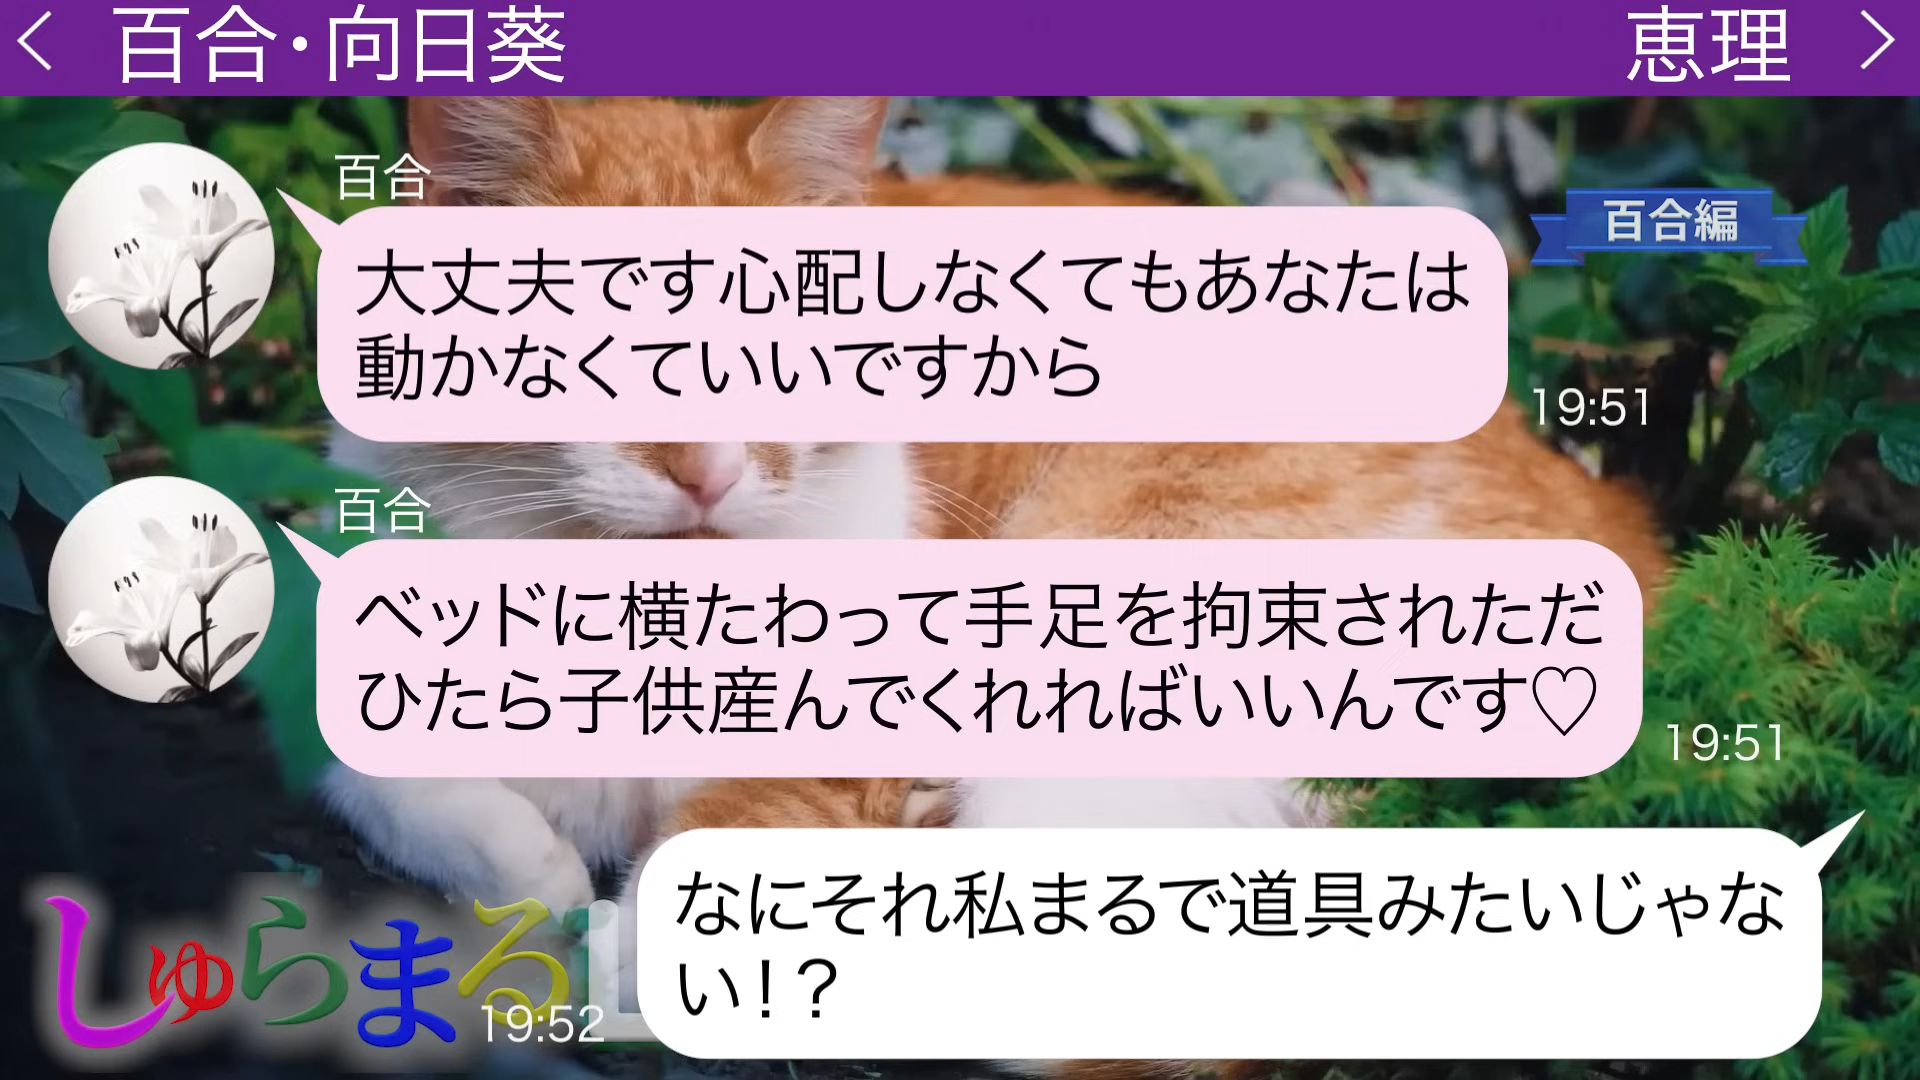 百合・向日葵
恵理
百合
百合編
大丈夫です心配しなくてもあなたは
動かなくていいですから
19:51
百合
ベッドに横たわって手足を拘束されただ
ひたら子供産んでくれればいいんです♡
19:51
なにそれ私まるで道具みたいじゃな
い！？
19:52
しゅらまる